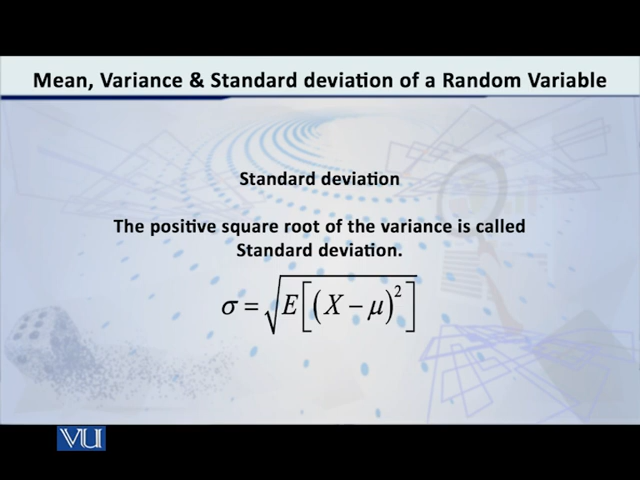 Mean, Variance & Standard deviation of a Random Variable
Standard deviation
The positive square root of the variance is called
Standard deviation.
σ = √E[(X − μ)²]
VU